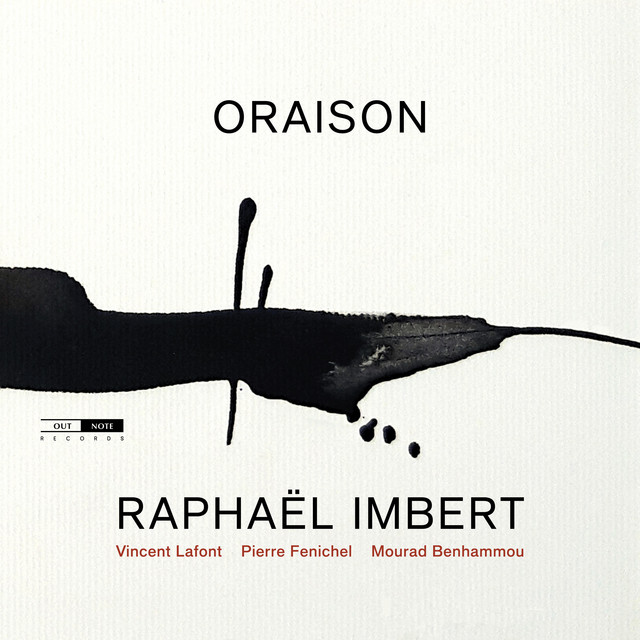 ORAISON
OUT NOTE
RECORDS
RAPHAËL IMBERT
Vincent Lafont Pierre Fenichel Mourad Benhammou